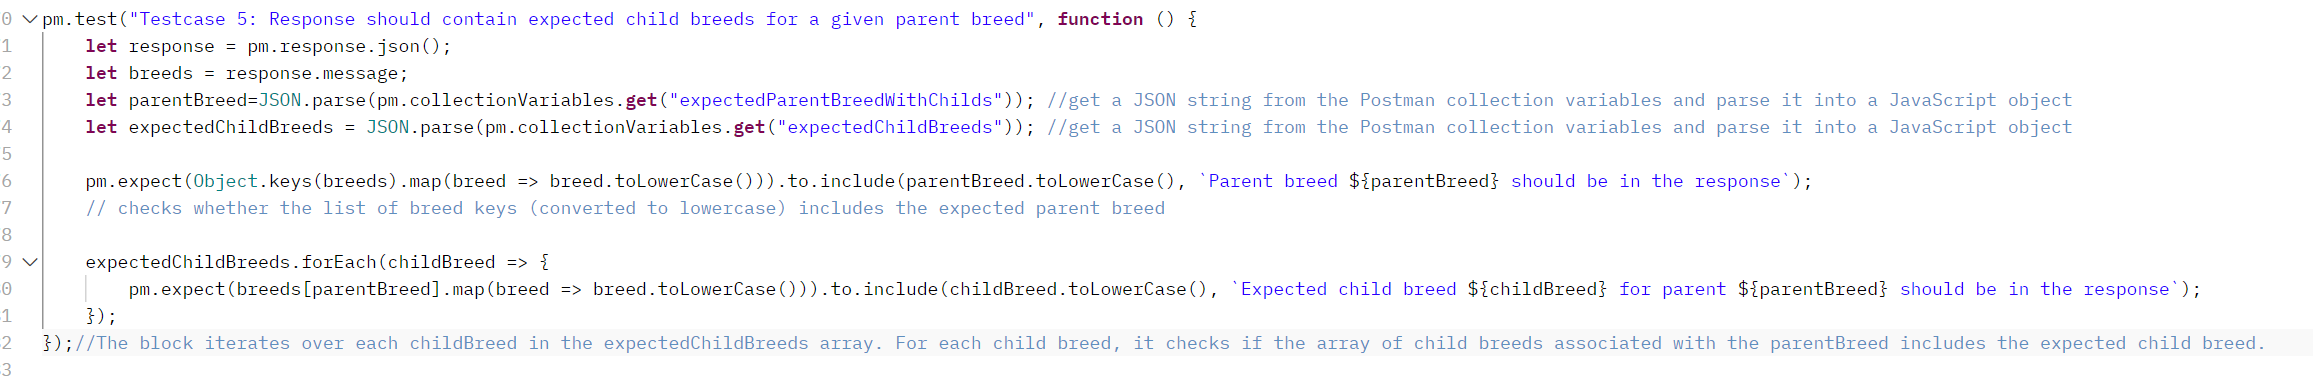 0 pm.test("Testcase 5: Response should contain expected child breeds for a given parent breed", function () {
1 let response = pm.response.json();
2 let breeds = response.message;
3 let parentBreed=JSON.parse(pm.collectionVariables.get("expectedParentBreedWithChilds")); //get a JSON string from the Postman collection variables and parse it into a JavaScript object
4 let expectedChildBreeds = JSON.parse(pm.collectionVariables.get("expectedChildBreeds")); //get a JSON string from the Postman collection variables and parse it into a JavaScript object
5
6 pm.expect(Object.keys(breeds).map(breed => breed.toLowerCase())).to.include(parentBreed.toLowerCase(), `Parent breed ${parentBreed} should be in the response`);
7 // checks whether the list of breed keys (converted to lowercase) includes the expected parent breed
8
9 expectedChildBreeds.forEach(childBreed => {
0 pm.expect(breeds[parentBreed].map(breed => breed.toLowerCase())).to.include(childBreed.toLowerCase(), `Expected child breed ${childBreed} for parent ${parentBreed} should be in the response`);
1 });
2 });//The block iterates over each childBreed in the expectedChildBreeds array. For each child breed, it checks if the array of child breeds associated with the parentBreed includes the expected child breed.
3